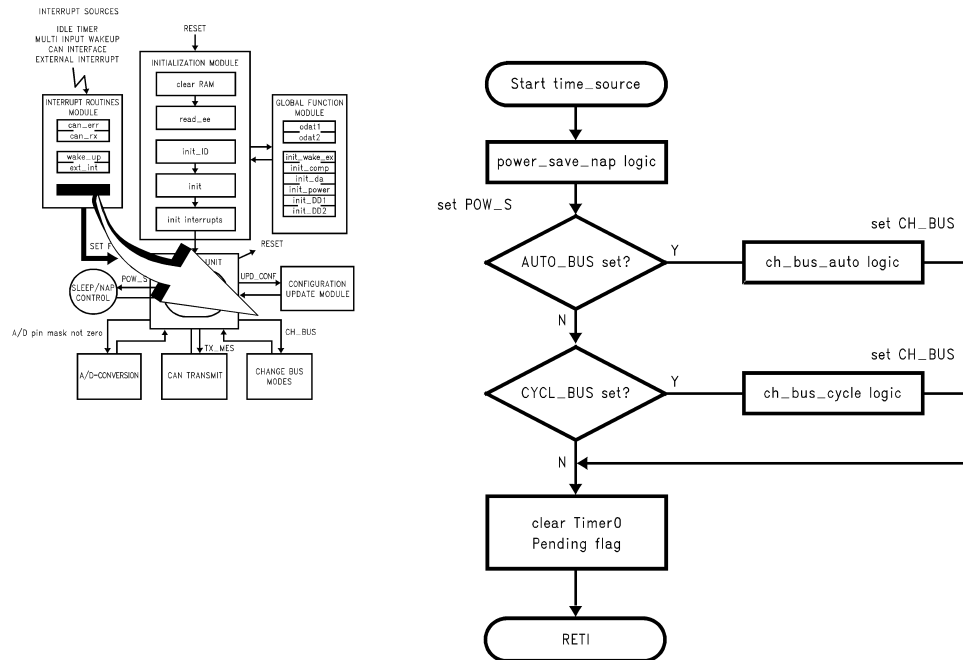 INTERRUPT SOURCES
IDLE TIMER
MULTI INPUT WAKEUP
CAN INTERFACE
EXTERNAL INTERRUPT
INTERRUPT ROUTINES
MODULE
can_err
can_rx
wake_up
ext_int
RESET
INITIALIZATION MODULE
clear RAM
read_ee
init_ID
init
init interrupts
GLOBAL FUNCTION
MODULE
odat1
odat2
init_wake_ex
init_comp
init_da
init_power
init_DD1
init_DD2
SET
UNIT
RESET
POW_S
SLEEP/NAP
CONTROL
UPD_CONF
CONFIGURATION
UPDATE MODULE
A/D pin mask not zero
TX_MES
CH_BUS
A/D-CONVERSION
CAN TRANSMIT
CHANGE BUS
MODES
Start time_source
power_save_nap logic
set POW_S
AUTO_BUS set?
Y
set CH_BUS
ch_bus_auto logic
N
CYCL_BUS set?
Y
set CH_BUS
ch_bus_cycle logic
N
clear Timer0
Pending flag
RETI